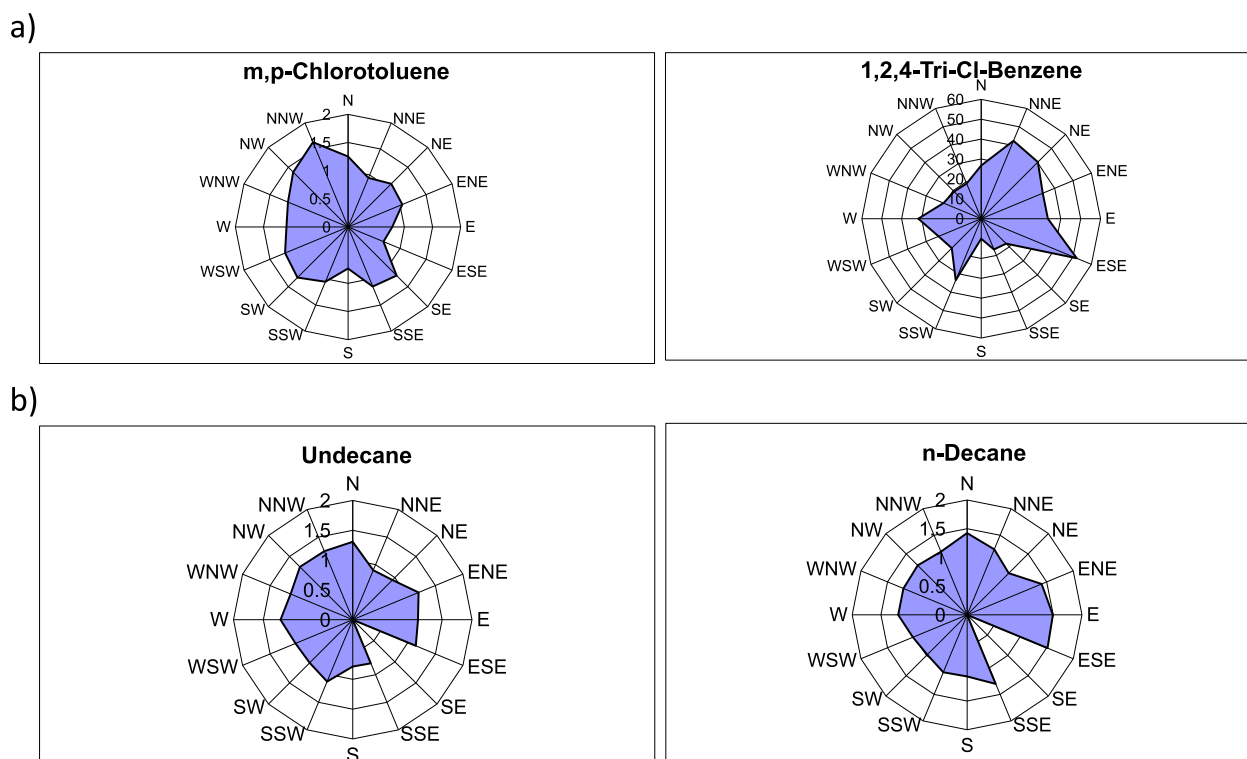 a)
m,p-Chlorotoluene
N
NNE
NE
ENE
E
ESE
SE
SSE
S
SSW
SW
WSW
W
WNW
NW
NNW
2
1.5
1
0.5
0
1,2,4-Tri-Cl-Benzene
N
NNE
NE
ENE
E
ESE
SE
SSE
S
SSW
SW
WSW
W
WNW
NW
NNW
60
50
40
30
20
10
0
b)
Undecane
N
NNE
NE
ENE
E
ESE
SE
SSE
S
SSW
SW
WSW
W
WNW
NW
NNW
2
1.5
1
0.5
0
n-Decane
N
NNE
NE
ENE
E
ESE
SE
SSE
S
SSW
SW
WSW
W
WNW
NW
NNW
2
1.5
1
0.5
0